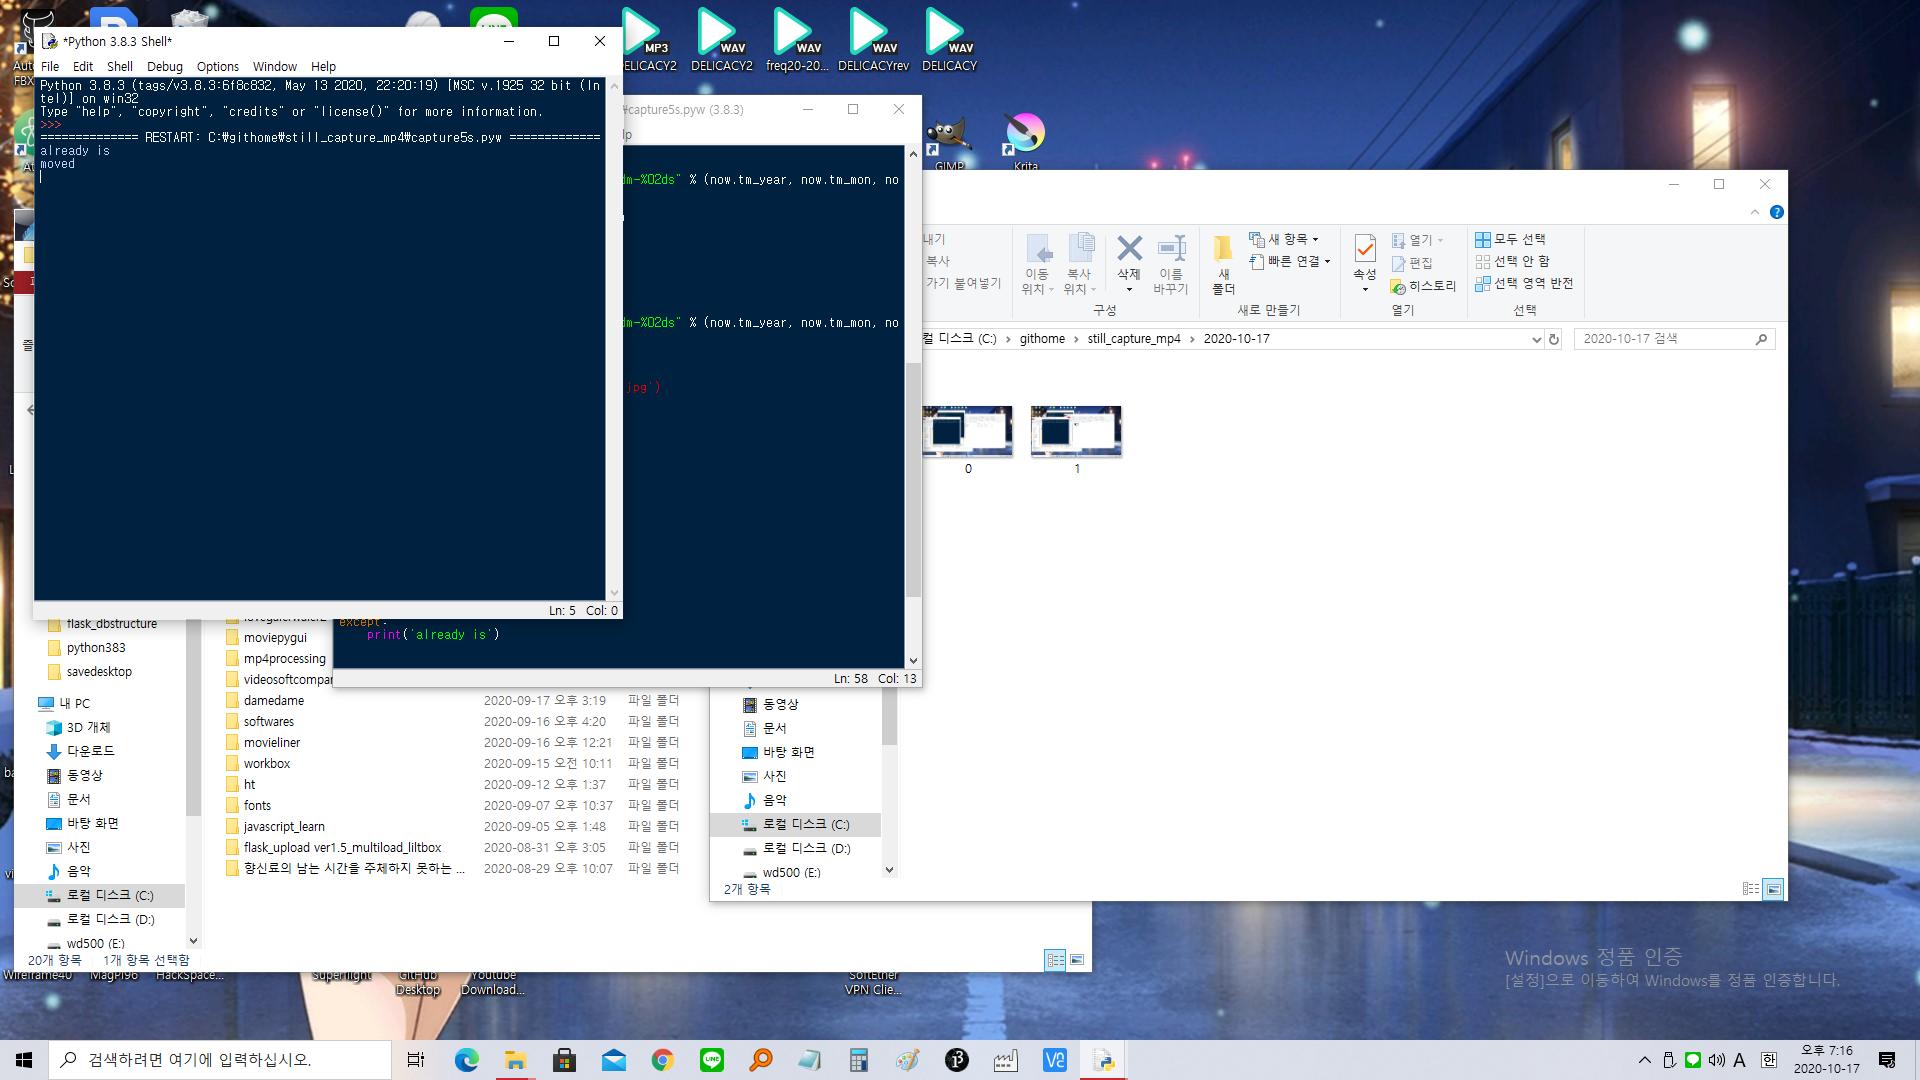 MP3
WAV
WAV
WAV
WAV
DELICACY2
DELICACY2
freq20-20...
DELICACYrev
DELICACY
GIMP
Krita
*Python 3.8.3 Shell*
File Edit Shell Debug Options Window Help
Python 3.8.3 (tags/v3.8.3:6f8c832, May 13 2020, 22:20:19) [MSC v.1925 32 bit (In
tel)] on win32
Type "help", "copyright", "credits" or "license()" for more information.
>>>
============== RESTART: C:₩githome₩still_capture_mp4₩capture5s.pyw =============
already is
moved
Ln: 5 Col: 0
₩capture5s.pyw (3.8.3)
lp
dm-%02ds" % (now.tm_year, now.tm_mon, no
dm-%02ds" % (now.tm_year, now.tm_mon, no
jpg')
except:
print('already is')
Ln: 58 Col: 13
내기
복사
가기 붙여넣기
이동
위치
복사
위치
삭제
이름
바꾸기
구성
새
폴더
새 항목
빠른 연결
새로 만들기
속성
열기
편집
히스토리
열기
모두 선택
선택 안 함
선택 영역 반전
선택
컬 디스크 (C:) › githome › still_capture_mp4 › 2020-10-17
2020-10-17 검색
0
1
동영상
문서
바탕 화면
사진
음악
로컬 디스크 (C:)
로컬 디스크 (D:)
wd500 (E:)
2개 항목
flask_dbstructure
python383
savedesktop
내 PC
3D 개체
다운로드
동영상
문서
바탕 화면
사진
음악
로컬 디스크 (C:)
로컬 디스크 (D:)
wd500 (E:)
20개 항목 1개 항목 선택함
moviepygui
mp4processing
videosoftcompar
damedame 2020-09-17 오후 3:19 파일 폴더
softwares 2020-09-16 오후 4:20 파일 폴더
movieliner 2020-09-16 오후 12:21 파일 폴더
workbox 2020-09-15 오전 10:11 파일 폴더
ht 2020-09-12 오후 1:37 파일 폴더
fonts 2020-09-07 오후 10:37 파일 폴더
javascript_learn 2020-09-05 오후 1:48 파일 폴더
flask_upload ver1.5_multiload_liltbox 2020-08-31 오후 3:05 파일 폴더
향신료의 남는 시간을 주체하지 못하는 ... 2020-08-29 오후 10:07 파일 폴더
Wireframe40
MagPi96
HackSpace...
Superflight
GitHub
Desktop
Youtube
Download...
SoftEther
VPN Clie...
Windows 정품 인증
[설정]으로 이동하여 Windows를 정품 인증합니다.
검색하려면 여기에 입력하십시오.
A
한
오후 7:16
2020-10-17